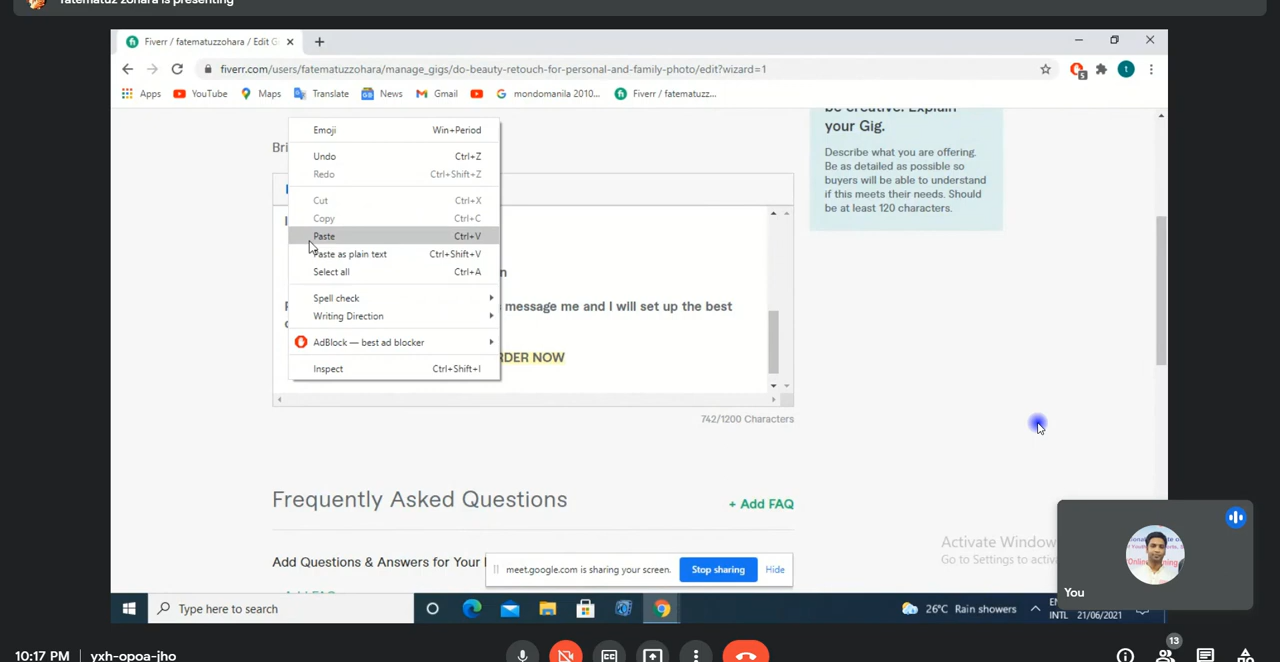 fatematuz zohara is presenting
Fiverr / fatematuzzohara / Edit G
fiverr.com/users/fatematuzzohara/manage_gigs/do-beauty-retouch-for-personal-and-family-photo/edit?wizard=1
5
t
Apps YouTube Maps Translate News Gmail mondomanila 2010... Fiverr / fatematuzz...
be creative. Explain
your Gig.
Describe what you are offering.
Be as detailed as possible so
buyers will be able to understand
if this meets their needs. Should
be at least 120 characters.
Bri
Emoji Win+Period
Undo Ctrl+Z
Redo Ctrl+Shift+Z
Cut Ctrl+X
Copy Ctrl+C
Paste Ctrl+V
Paste as plain text Ctrl+Shift+V
Select all Ctrl+A
Spell check
Writing Direction
AdBlock — best ad blocker
Inspect Ctrl+Shift+I
n
message me and I will set up the best
RDER NOW
742/1200 Characters
Frequently Asked Questions
+ Add FAQ
Add Questions & Answers for Your
meet.google.com is sharing your screen. Stop sharing Hide
Activate Window
Go to Settings to activ
You
Type here to search
26°C Rain showers
INTL 21/06/2021
10:17 PM | yxh-opoa-jho
13